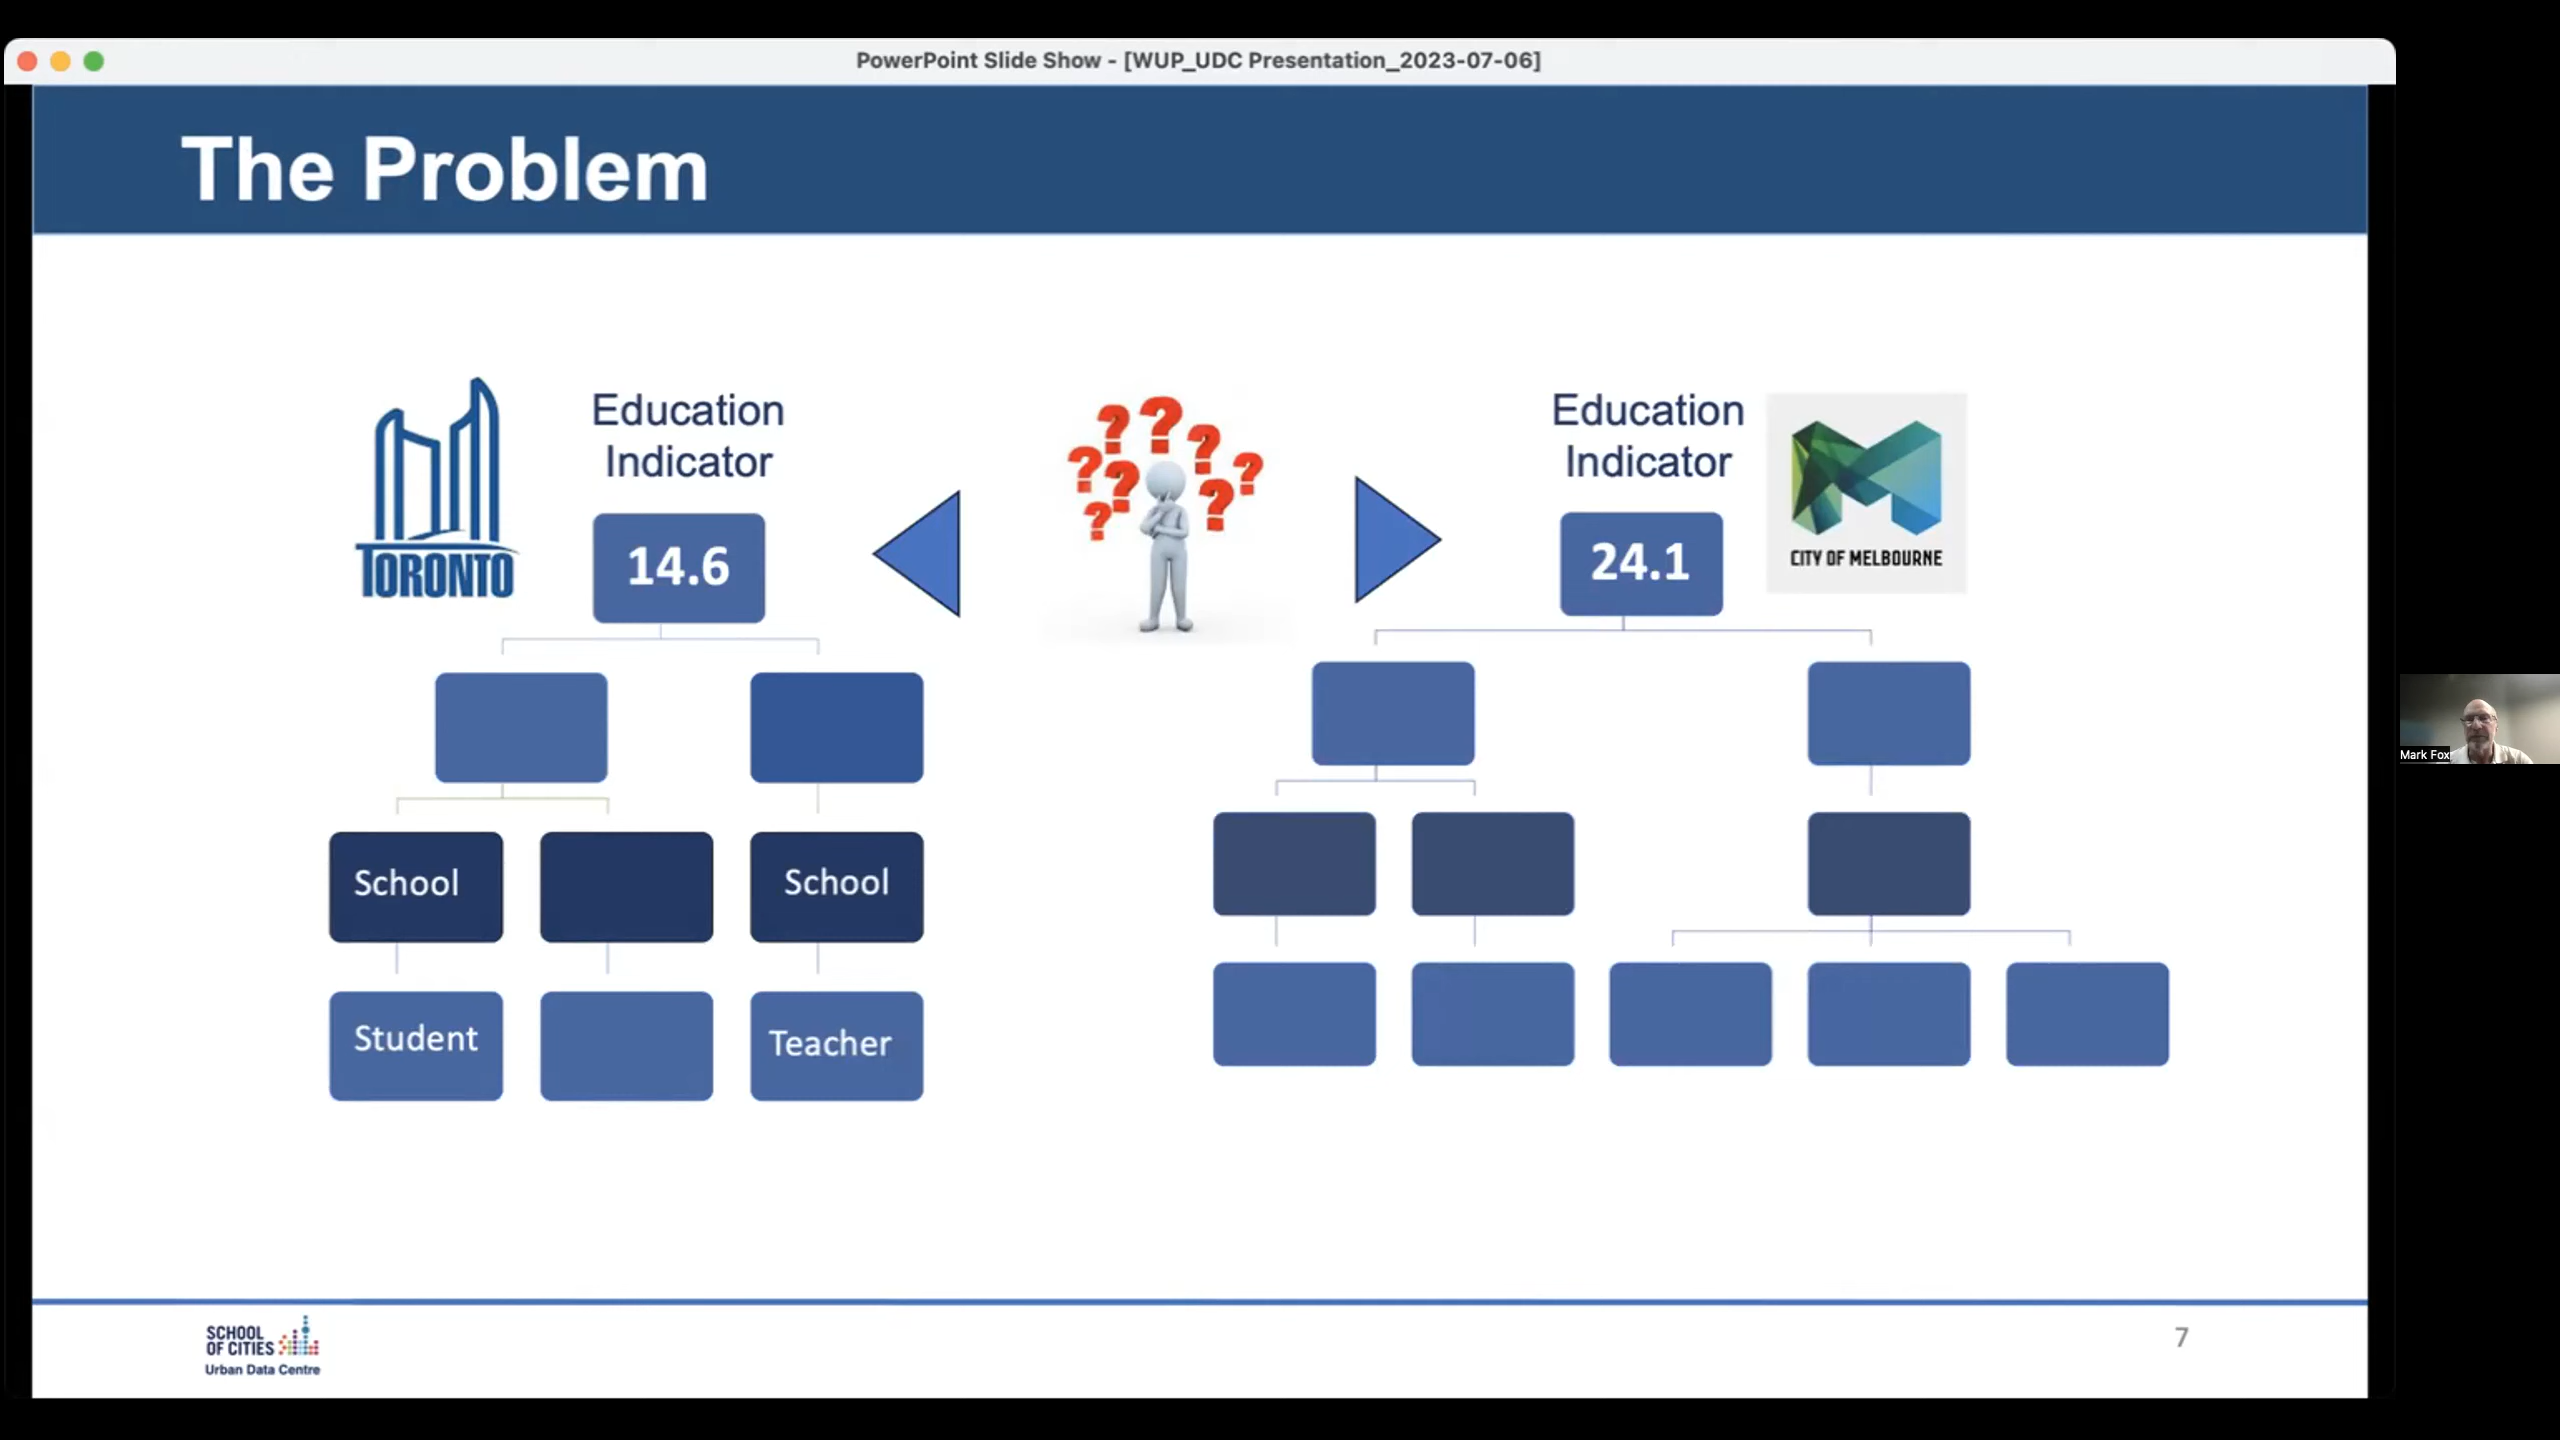 PowerPoint Slide Show - [WUP_UDC Presentation_2023-07-06]
The Problem
Education
Indicator
14.6
TORONTO
? ? ? ? ? ? ? ?
Education
Indicator
24.1
CITY OF MELBOURNE
School
School
Student
Teacher
Mark Fox
SCHOOL
OF CITIES
Urban Data Centre
7